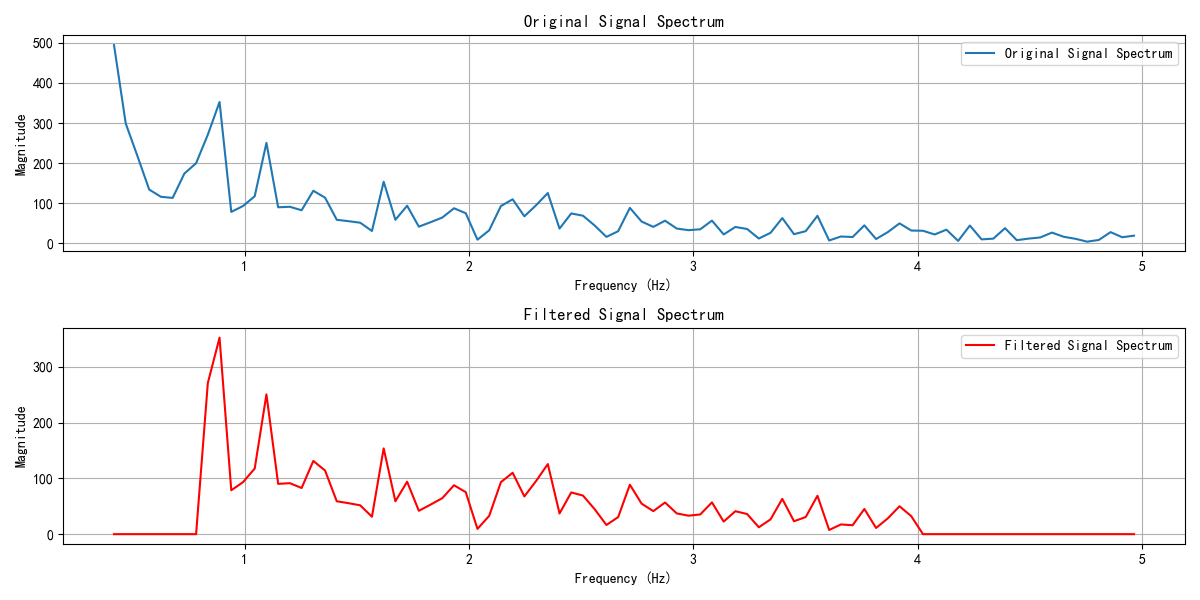 Original Signal Spectrum
500
400
300
200
100
0
Magnitude
Original Signal Spectrum
1
2
3
4
5
Frequency (Hz)
Filtered Signal Spectrum
300
200
100
0
Magnitude
Filtered Signal Spectrum
1
2
3
4
5
Frequency (Hz)